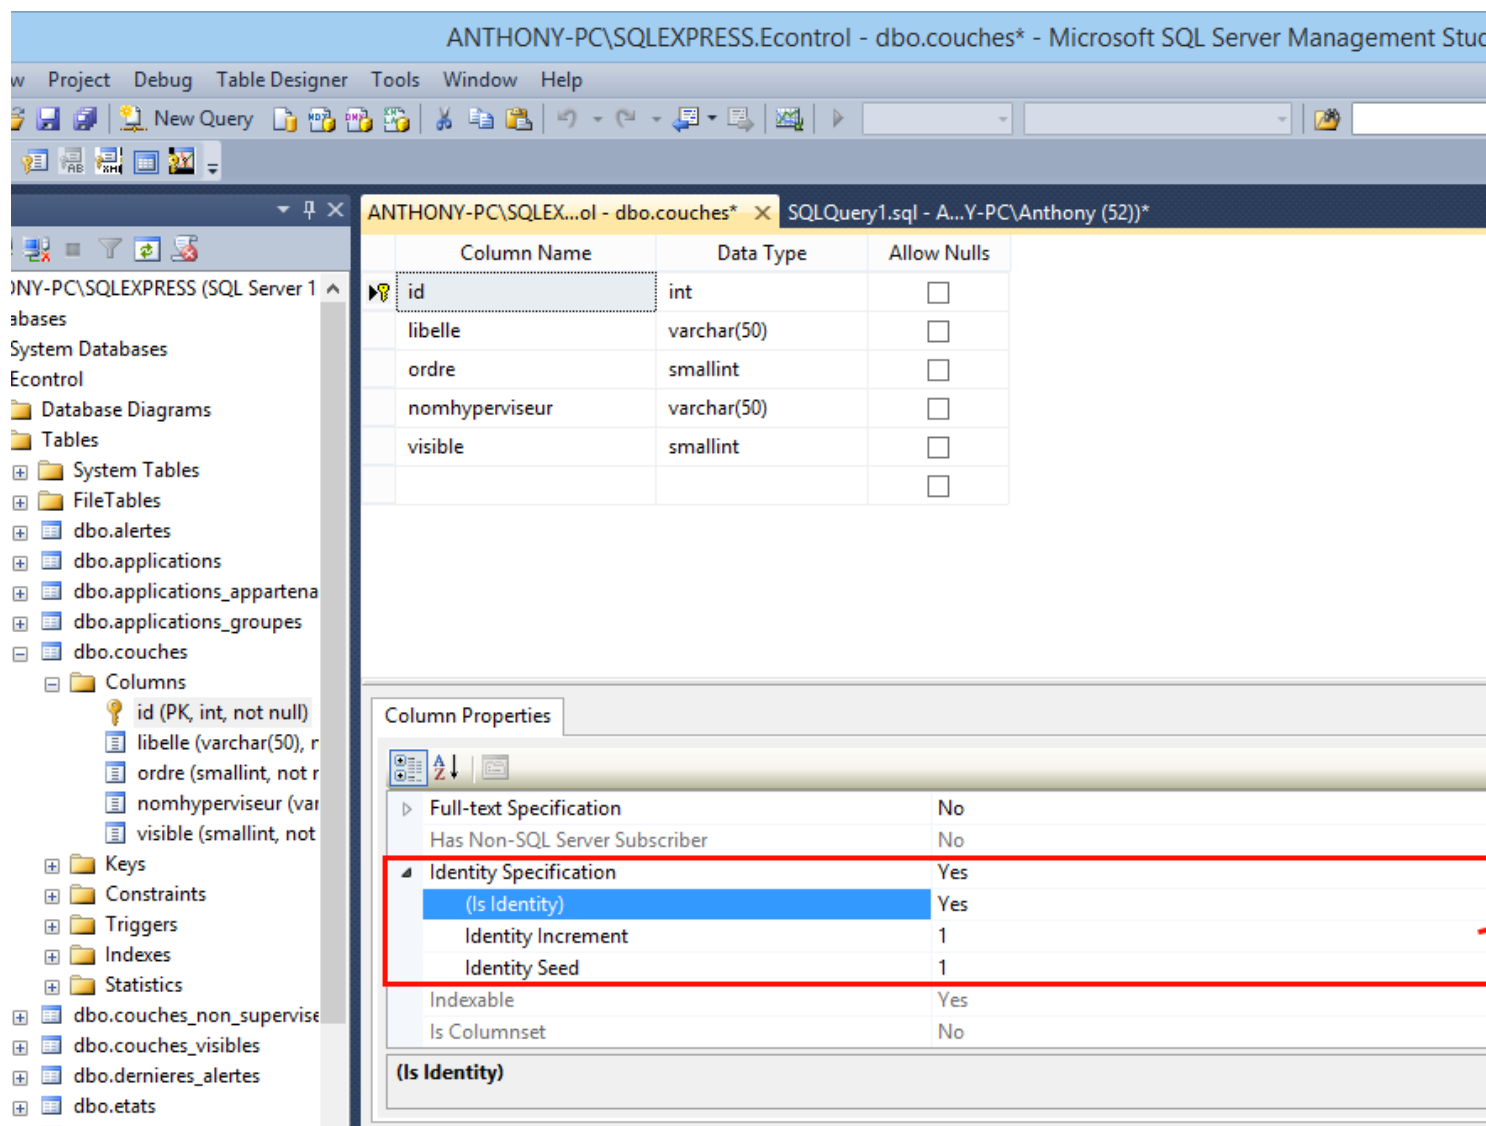 ANTHONY-PC\SQLEXPRESS.Econtrol - dbo.couches* - Microsoft SQL Server Management
Project Debug Table Designer Tools Window Help
New Query
ANTHONY-PC\SQLEX...ol - dbo.couches* SQLQuery1.sql - A...Y-PC\Anthony (52))*
Column Name Data Type Allow Nulls
id int
libelle varchar(50)
ordre smallint
nomhyperviseur varchar(50)
visible smallint
NY-PC\SQLEXPRESS (SQL Server 1
abases
System Databases
Econtrol
Database Diagrams
Tables
System Tables
FileTables
dbo.alertes
dbo.applications
dbo.applications_appartena
dbo.applications_groupes
dbo.couches
Columns
id (PK, int, not null)
libelle (varchar(50), n
ordre (smallint, not n
nomhyperviseur (var
visible (smallint, not
Keys
Constraints
Triggers
Indexes
Statistics
dbo.couches_non_supervise
dbo.couches_visibles
dbo.dernieres_alertes
dbo.etats
Column Properties
Full-text Specification No
Has Non-SQL Server Subscriber No
Identity Specification Yes
(Is Identity) Yes
Identity Increment 1
Identity Seed 1
Indexable Yes
Is Columnset No
(Is Identity)